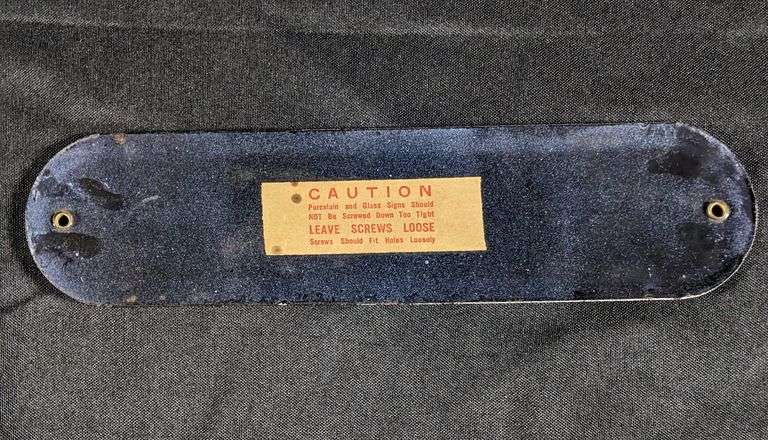 CAUTION
Porcelain and Glass Signs Should
NOT Be Screwed Down Too Tight
LEAVE SCREWS LOOSE
Screws Should Fit Holes Loosely